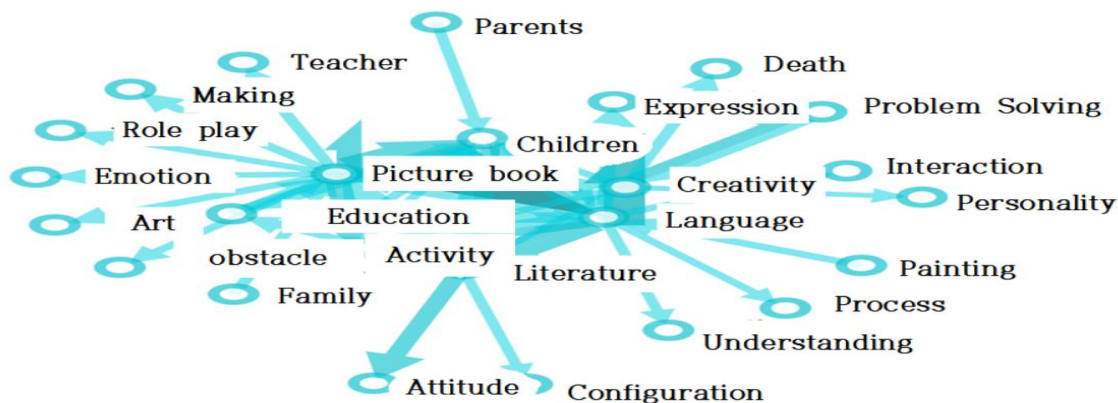 Parents
Teacher
Death
Making
Expression
Problem Solving
Role play
Children
Interaction
Emotion
Picture book
Creativity
Personality
Art
Education
Language
obstacle
Activity
Literature
Painting
Family
Process
Understanding
Attitude
Configuration